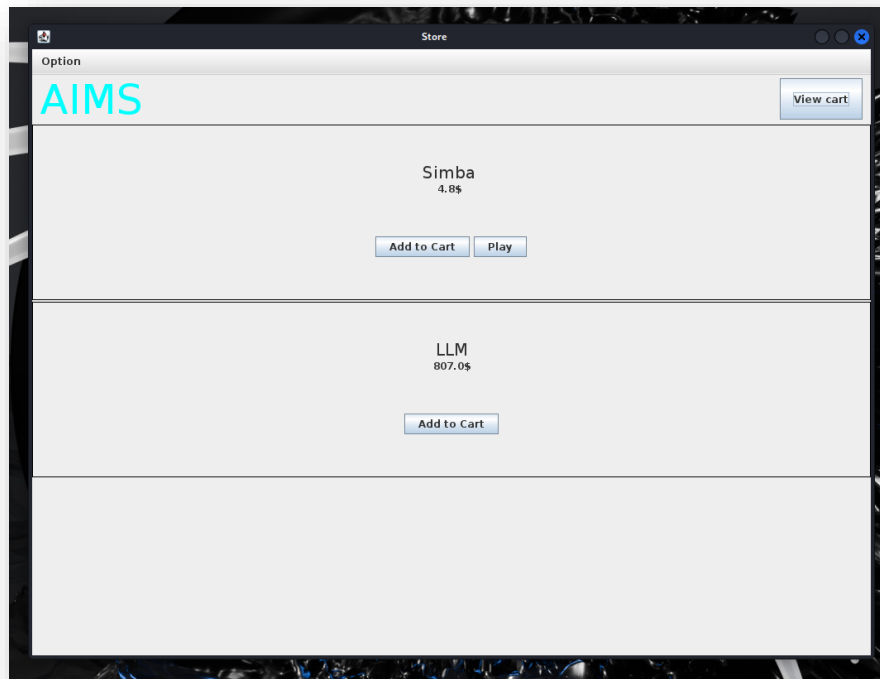 Store
Option
AIMS
View cart
Simba
4.8$
Add to Cart Play
LLM
807.0$
Add to Cart